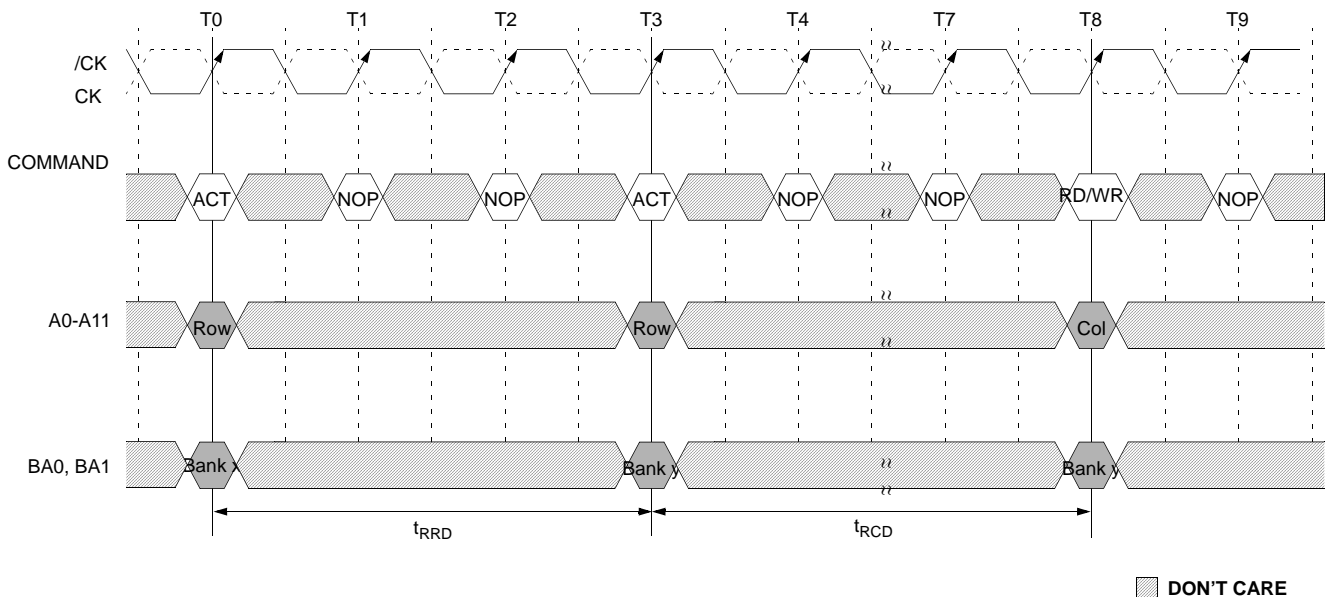 T0 T1 T2 T3 T4 T7 T8 T9
/CK
CK
COMMAND
ACT NOP NOP ACT NOP NOP RD/WR NOP
A0-A11
Row Row Col
BA0, BA1
Bank x Bank y Bank y
tRRD tRCD
DON'T CARE